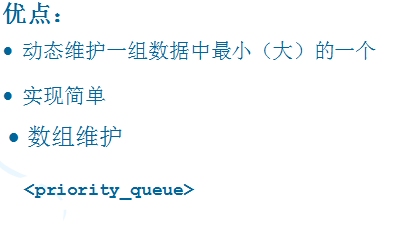 优点：
• 动态维护一组数据中最小（大）的一个
• 实现简单
• 数组维护
<priority_queue>